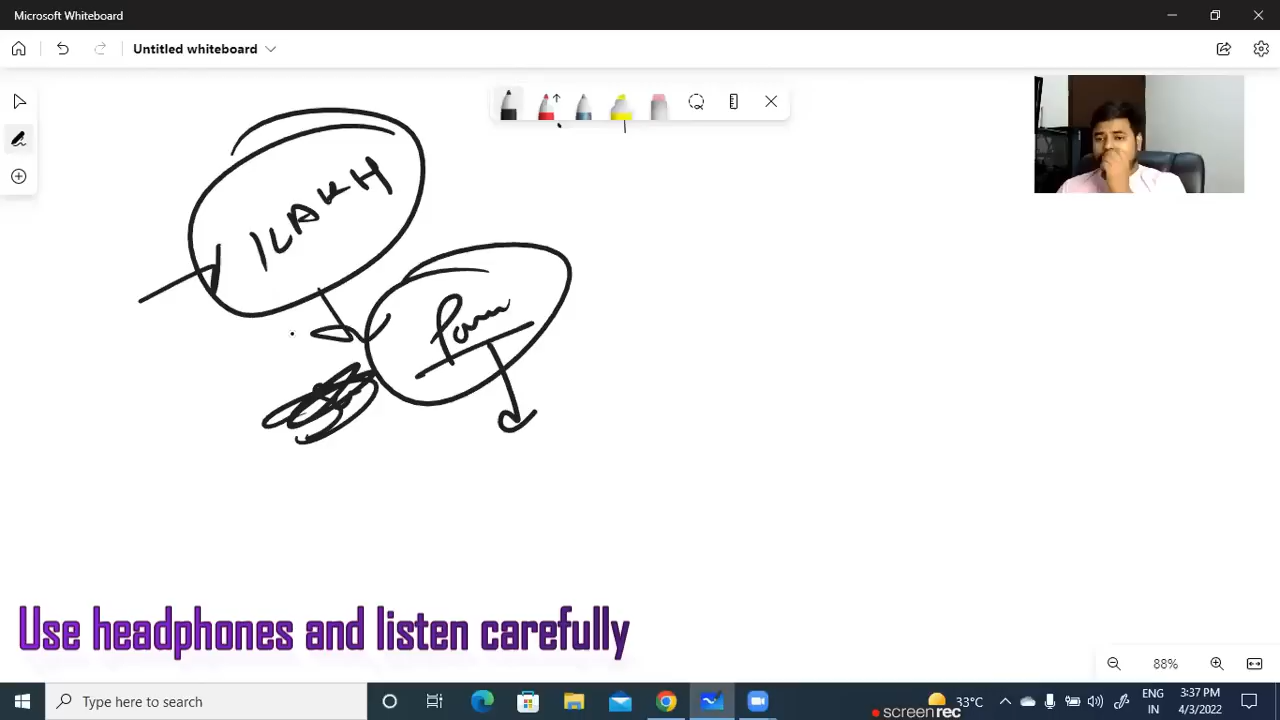 Microsoft Whiteboard
Untitled whiteboard
1LAKH
Use headphones and listen carefully
88%
Type here to search
33°C
ENG
IN
3:37 PM
4/3/2022
screenrec